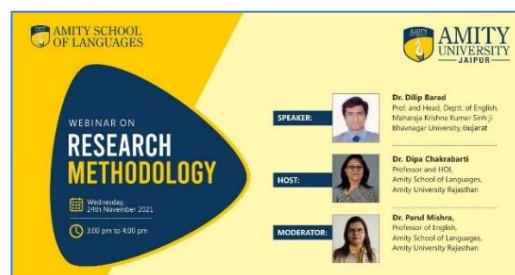 AMITY SCHOOL
OF LANGUAGES
AMITY
UNIVERSITY
JAIPUR
WEBINAR ON
RESEARCH
METHODOLOGY
Wednesday,
24th November 2021
3:00 pm to 4:00 pm
SPEAKER:
Dr. Dilip Barad
Prof. and Head, Deptt. of English,
Maharaja Krishna Kumar Sinh ji
Bhavnagar University, Gujarat
HOST:
Dr. Dipa Chakrabarti
Professor and HOI,
Amity School of Languages,
Amity University Rajasthan
MODERATOR:
Dr. Parul Mishra,
Professor of English,
Amity School of Languages,
Amity University Rajasthan